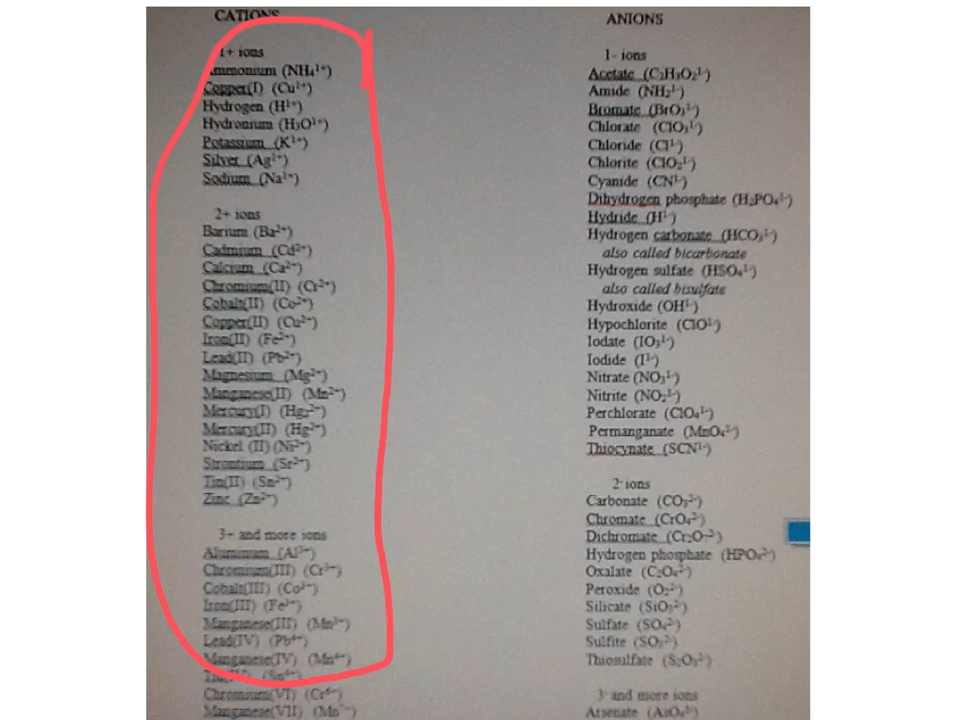 CATIONS
1+ ions
Ammonium (NH₄¹⁺)
Copper(I) (Cu¹⁺)
Hydrogen (H¹⁺)
Hydronium (H₃O¹⁺)
Potassium (K¹⁺)
Silver (Ag¹⁺)
Sodium (Na¹⁺)
2+ ions
Barium (Ba²⁺)
Cadmium (Cd²⁺)
Calcium (Ca²⁺)
Chromium(II) (Cr²⁺)
Cobalt(II) (Co²⁺)
Copper(II) (Cu²⁺)
Iron(II) (Fe²⁺)
Lead(II) (Pb²⁺)
Magnesium (Mg²⁺)
Manganese(II) (Mn²⁺)
Mercury(I) (Hg₂²⁺)
Mercury(II) (Hg²⁺)
Nickel (II) (Ni²⁺)
Strontium (Sr²⁺)
Tin(II) (Sn²⁺)
Zinc (Zn²⁺)
3+ and more ions
Aluminum (Al³⁺)
Chromium(III) (Cr³⁺)
Cobalt(III) (Co³⁺)
Iron(III) (Fe³⁺)
Manganese(III) (Mn³⁺)
Lead(IV) (Pb⁴⁺)
Manganese(IV) (Mn⁴⁺)
Tin(IV) (Sn⁴⁺)
Chromium(VI) (Cr⁶⁺)
Manganese(VII)
ANIONS
1- ions
Acetate (C₂H₃O₂¹⁻)
Amide (NH₂¹⁻)
Bromate (BrO₃¹⁻)
Chlorate (ClO₃¹⁻)
Chloride (Cl¹⁻)
Chlorite (ClO₂¹⁻)
Cyanide (CN¹⁻)
Dihydrogen phosphate (H₂PO₄¹⁻)
Hydride (H¹⁻)
Hydrogen carbonate (HCO₃¹⁻)
also called bicarbonate
Hydrogen sulfate (HSO₄¹⁻)
also called bisulfate
Hydroxide (OH¹⁻)
Hypochlorite (ClO¹⁻)
Iodate (IO₃¹⁻)
Iodide (I¹⁻)
Nitrate (NO₃¹⁻)
Nitrite (NO₂¹⁻)
Perchlorate (ClO₄¹⁻)
Permanganate (MnO₄¹⁻)
Thiocynate (SCN¹⁻)
2- ions
Carbonate (CO₃²⁻)
Chromate (CrO₄²⁻)
Dichromate
Hydrogen phosphate (HPO₄²⁻)
Oxalate (C₂O₄²⁻)
Peroxide (O₂²⁻)
Silicate (SiO₃²⁻)
Sulfate (SO₄²⁻)
Sulfite (SO₃²⁻)
Thiosulfate (S₂O₃²⁻)
3- and more ions
Arsenate (AsO₄³⁻)